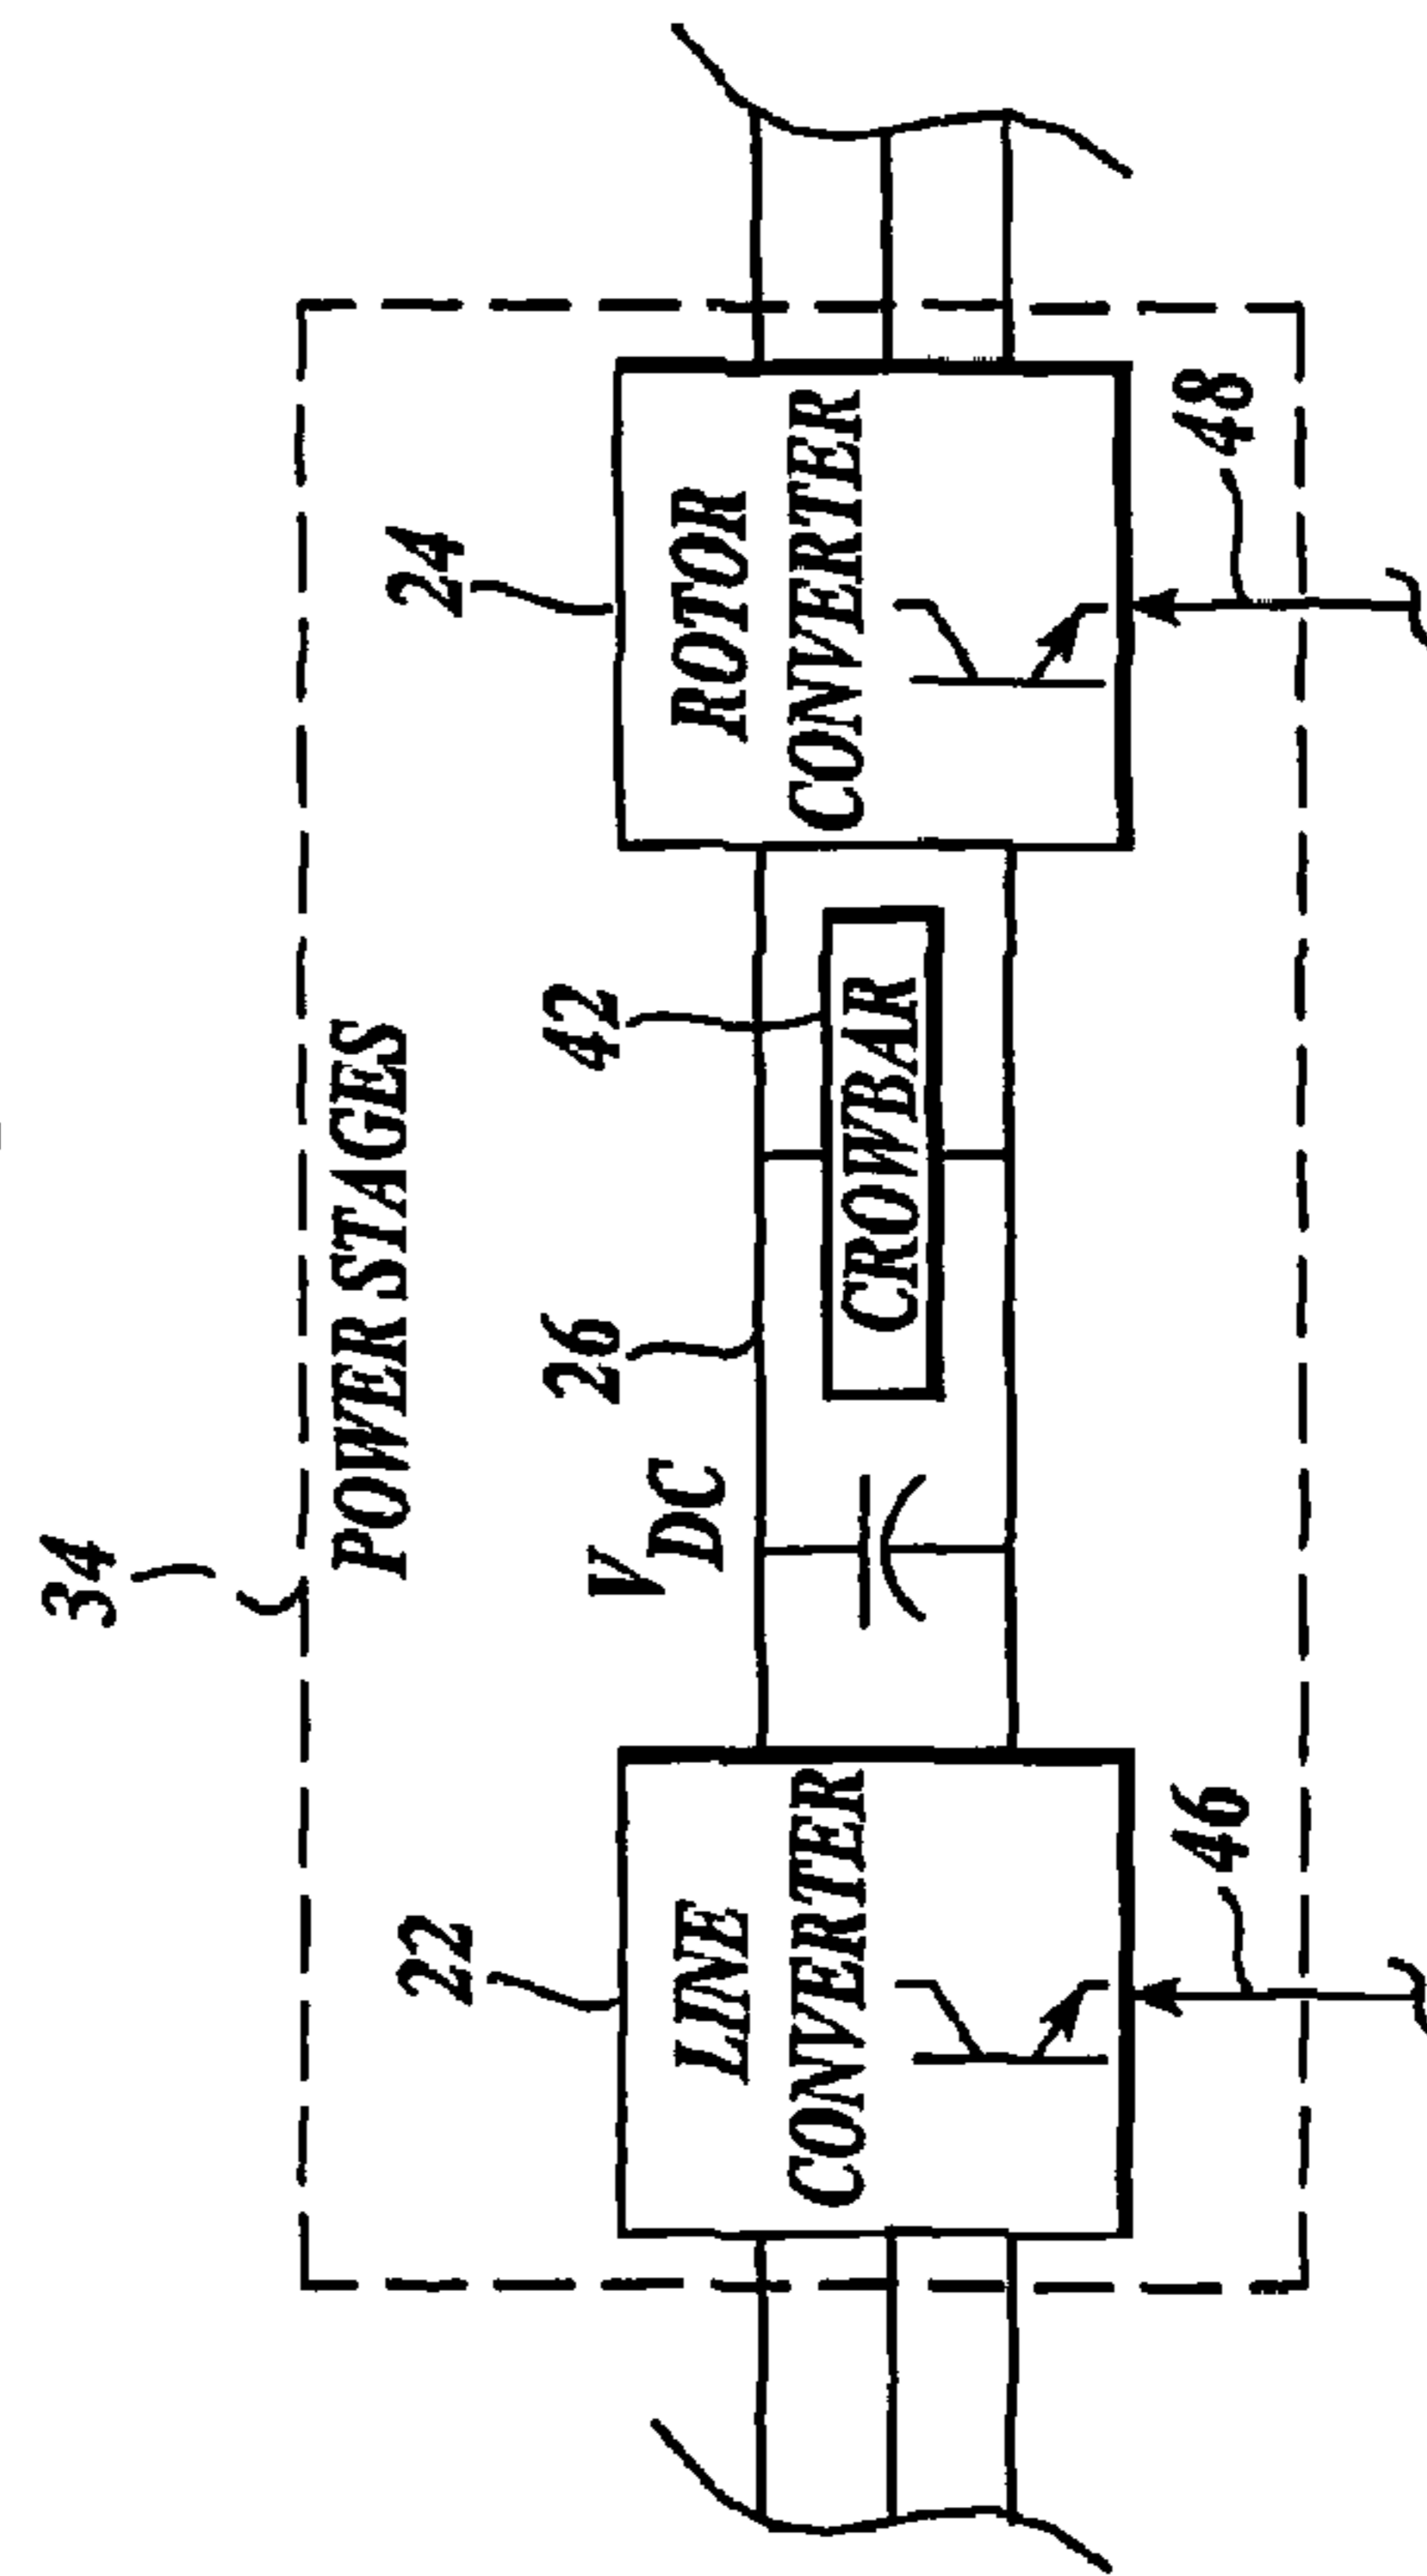 34
POWER STAGES
22
24
26
42
V
DC
LINE
CONVERTER
CROWBAR
ROTOR
CONVERTER
46
48